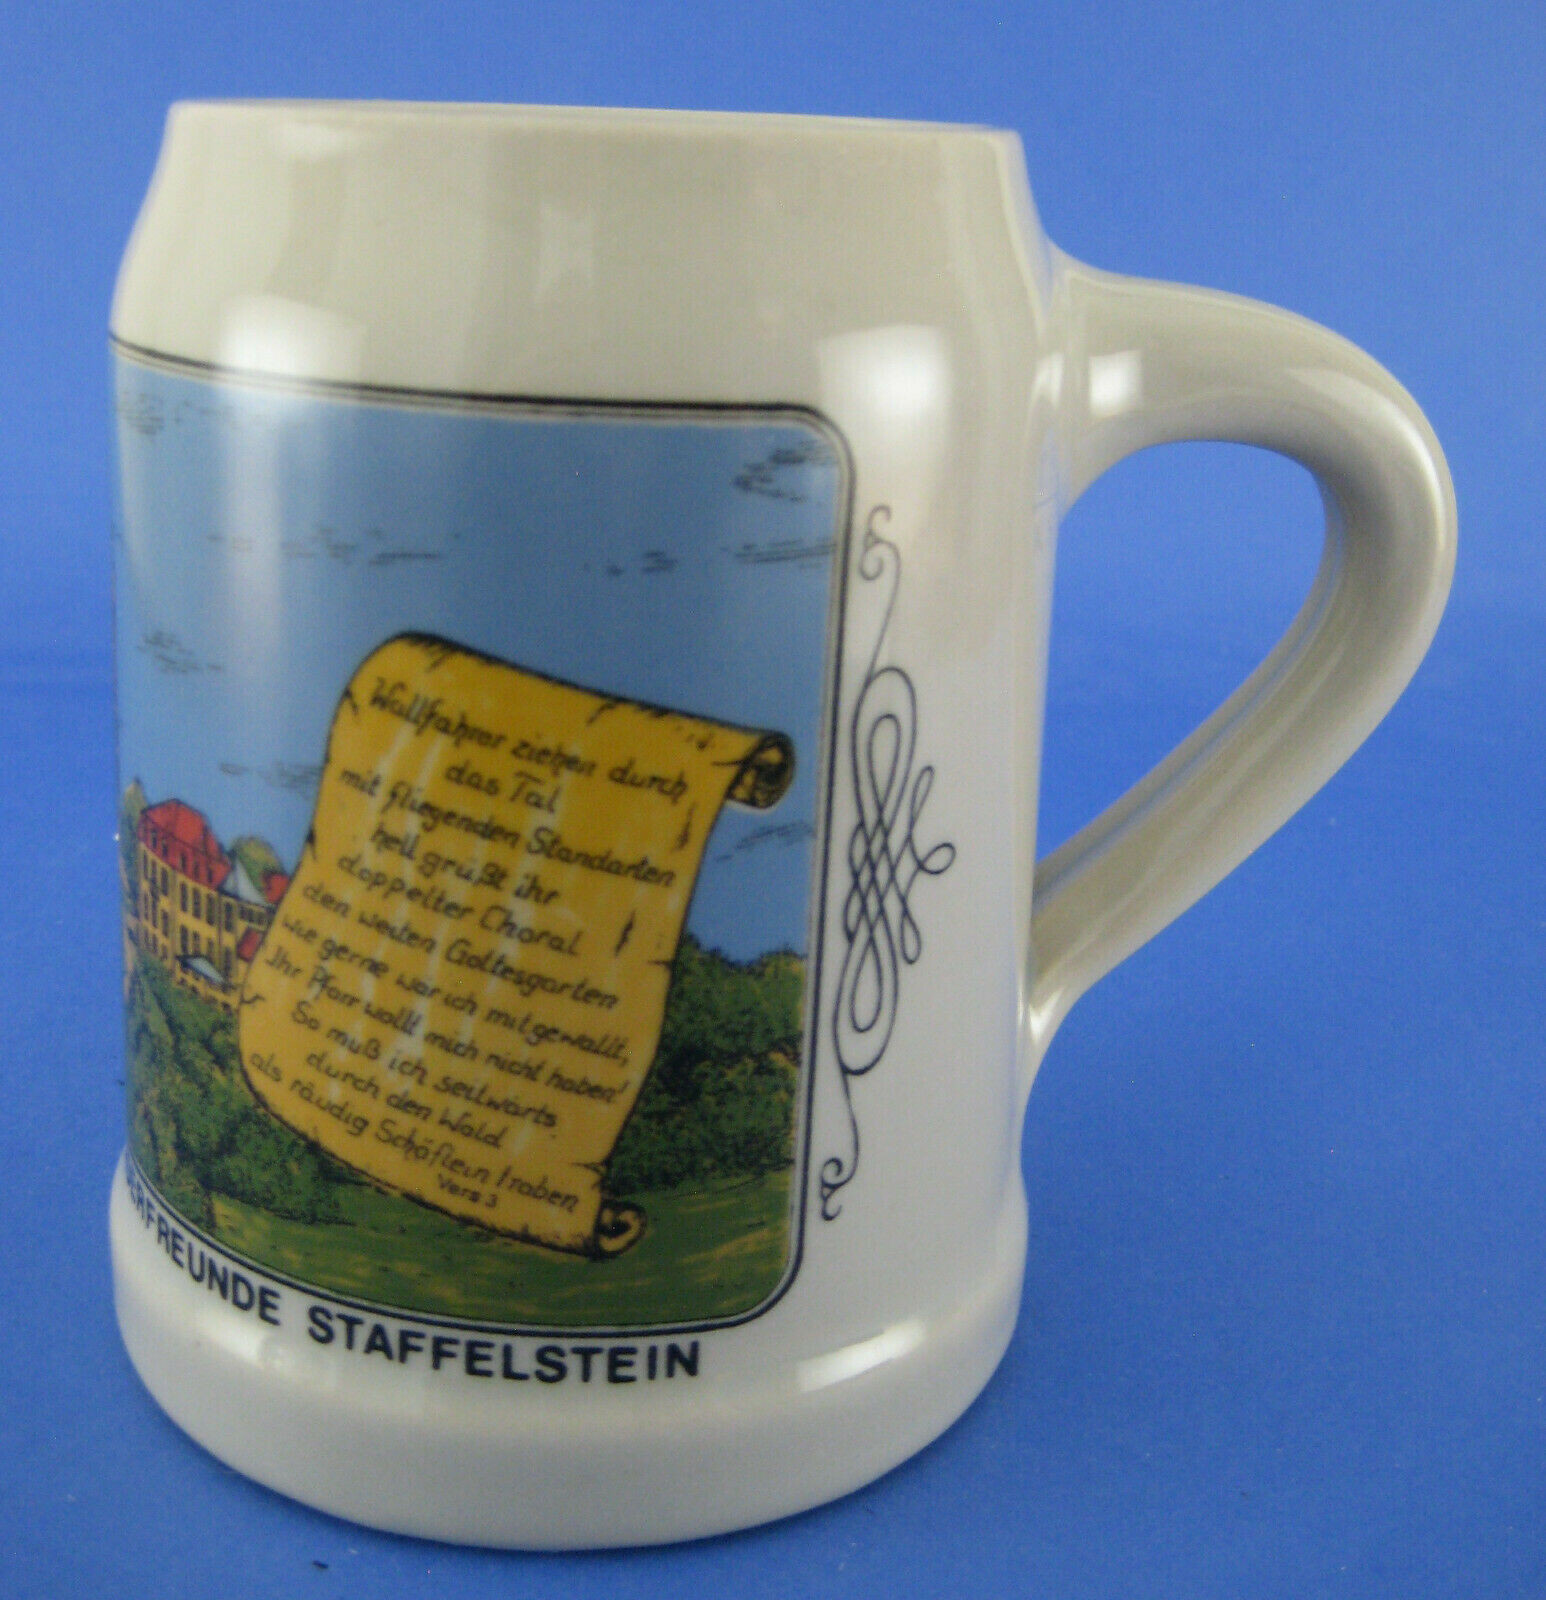 Wallfahrer ziehen durch
das Tal
mit fliegenden Standarten
hell grüßt ihr
doppelter Choral
den weiten Gottesgarten
wie gerne wär ich mitgewallt,
Ihr Pfarr wollt mich nicht haben!
So muß ich seitwärts
durch den Wald
als räudig Schäflein traben
Vers 3
ERFREUNDE STAFFELSTEIN